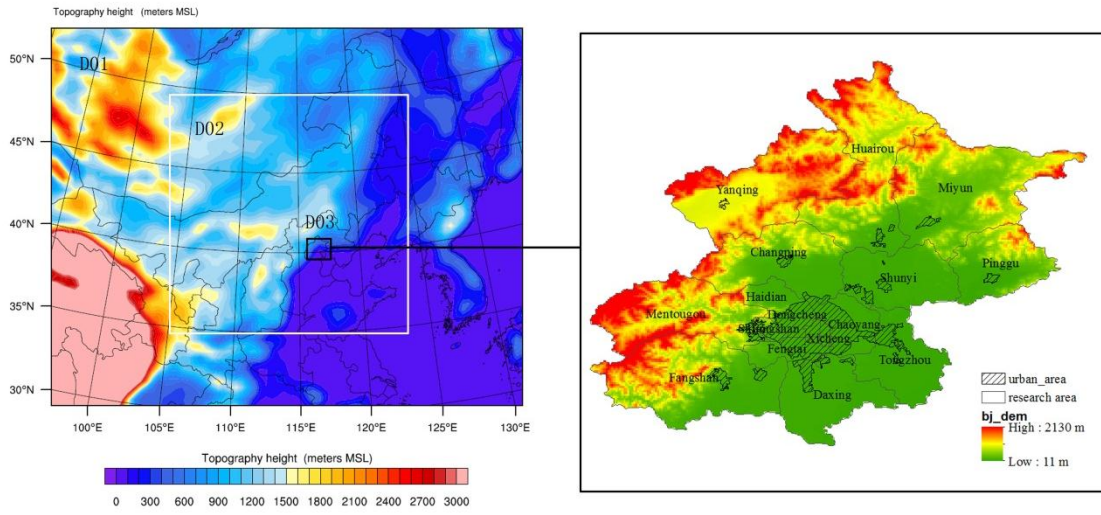 Topography height (meters MSL)
50°N
45°N
40°N
35°N
30°N
D01
D02
D03
100°E
105°E
110°E
115°E
120°E
125°E
130°E
Topography height (meters MSL)
0 300 600 900 1200 1500 1800 2100 2400 2700 3000
Huairou
Yanqing
Miyun
Changping
Pinggu
Shunyi
Haidian
Mentougou
Dongcheng
Chaoyang
Xicheng
Fengtai
Tongzhou
Fangshan
Daxing
urban_area
research area
bj_dem
High : 2130 m
Low : 11 m